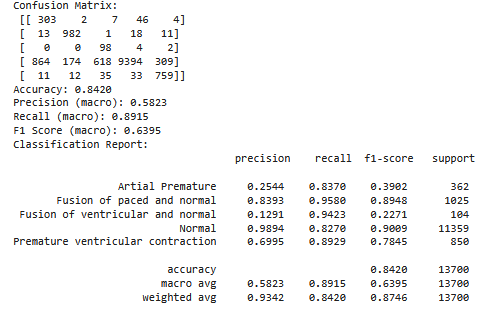 Confusion Matrix:
[[ 303 2 7 46 4]
[ 13 982 1 18 11]
[ 0 0 98 4 2]
[ 864 174 618 9394 309]
[ 11 12 35 33 759]]
Accuracy: 0.8420
Precision (macro): 0.5823
Recall (macro): 0.8915
F1 Score (macro): 0.6395
Classification Report:
precision recall f1-score support
Artial Premature 0.2544 0.8370 0.3902 362
Fusion of paced and normal 0.8393 0.9580 0.8948 1025
Fusion of ventricular and normal 0.1291 0.9423 0.2271 104
Normal 0.9894 0.8270 0.9009 11359
Premature ventricular contraction 0.6995 0.8929 0.7845 850
accuracy 0.8420 13700
macro avg 0.5823 0.8915 0.6395 13700
weighted avg 0.9342 0.8420 0.8746 13700